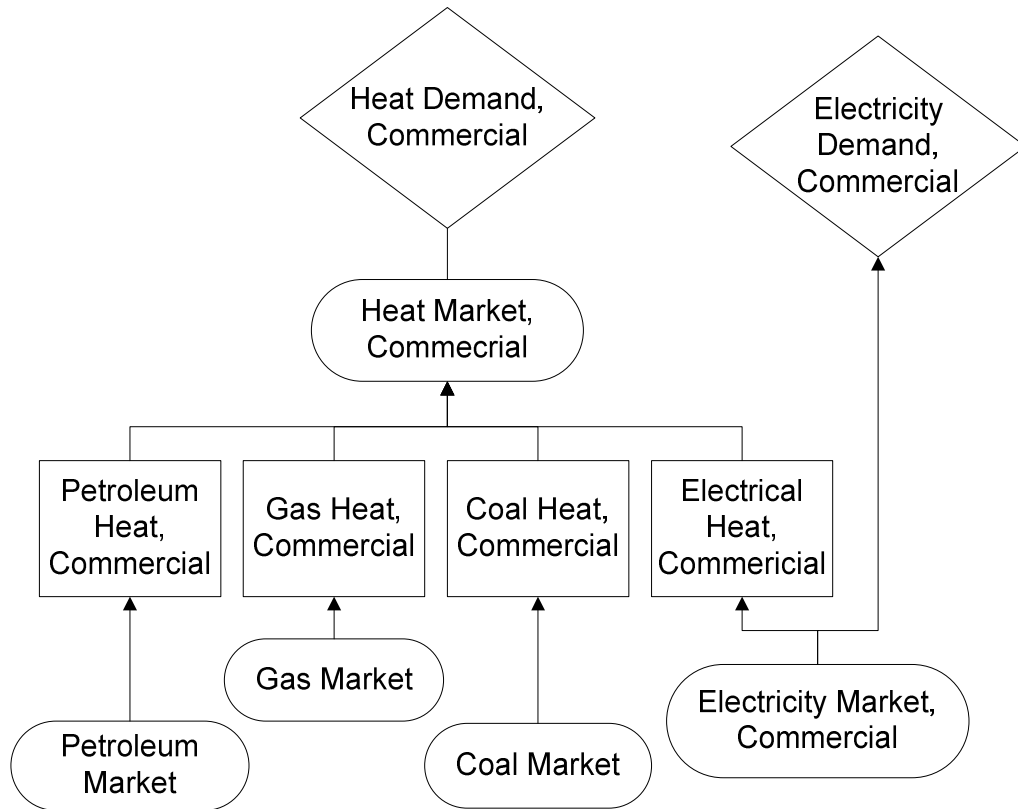 Heat Demand,
Commercial
Electricity
Demand,
Commercial
Heat Market,
Commecrial
Petroleum
Heat,
Commercial
Gas Heat,
Commercial
Coal Heat,
Commercial
Electrical
Heat,
Commericial
Gas Market
Electricity Market,
Commercial
Petroleum
Market
Coal Market